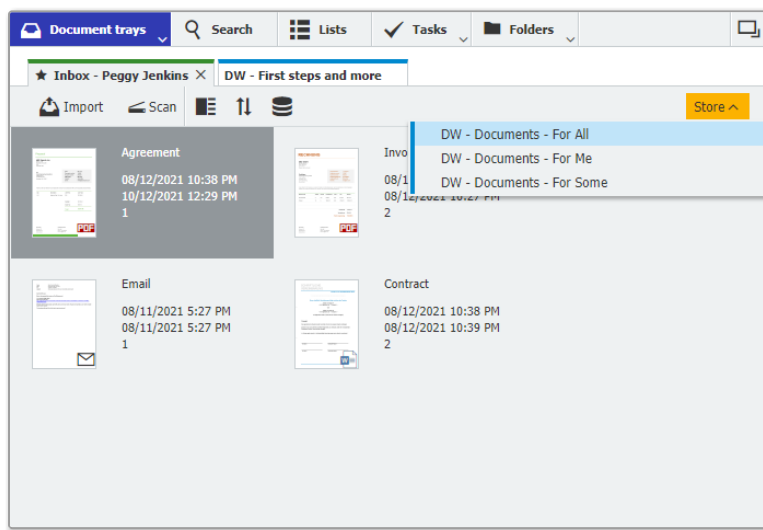 Document trays Search Lists Tasks Folders
Inbox - Peggy Jenkins DW - First steps and more
Import Scan Store
DW - Documents - For All
DW - Documents - For Me
DW - Documents - For Some
Agreement
08/12/2021 10:38 PM
10/12/2021 12:29 PM
1
PDF
Invo
08/1
08/12/2021 10:27 PM
2
PDF
Email
08/11/2021 5:27 PM
08/11/2021 5:27 PM
1
Contract
08/12/2021 10:38 PM
08/12/2021 10:39 PM
2
W